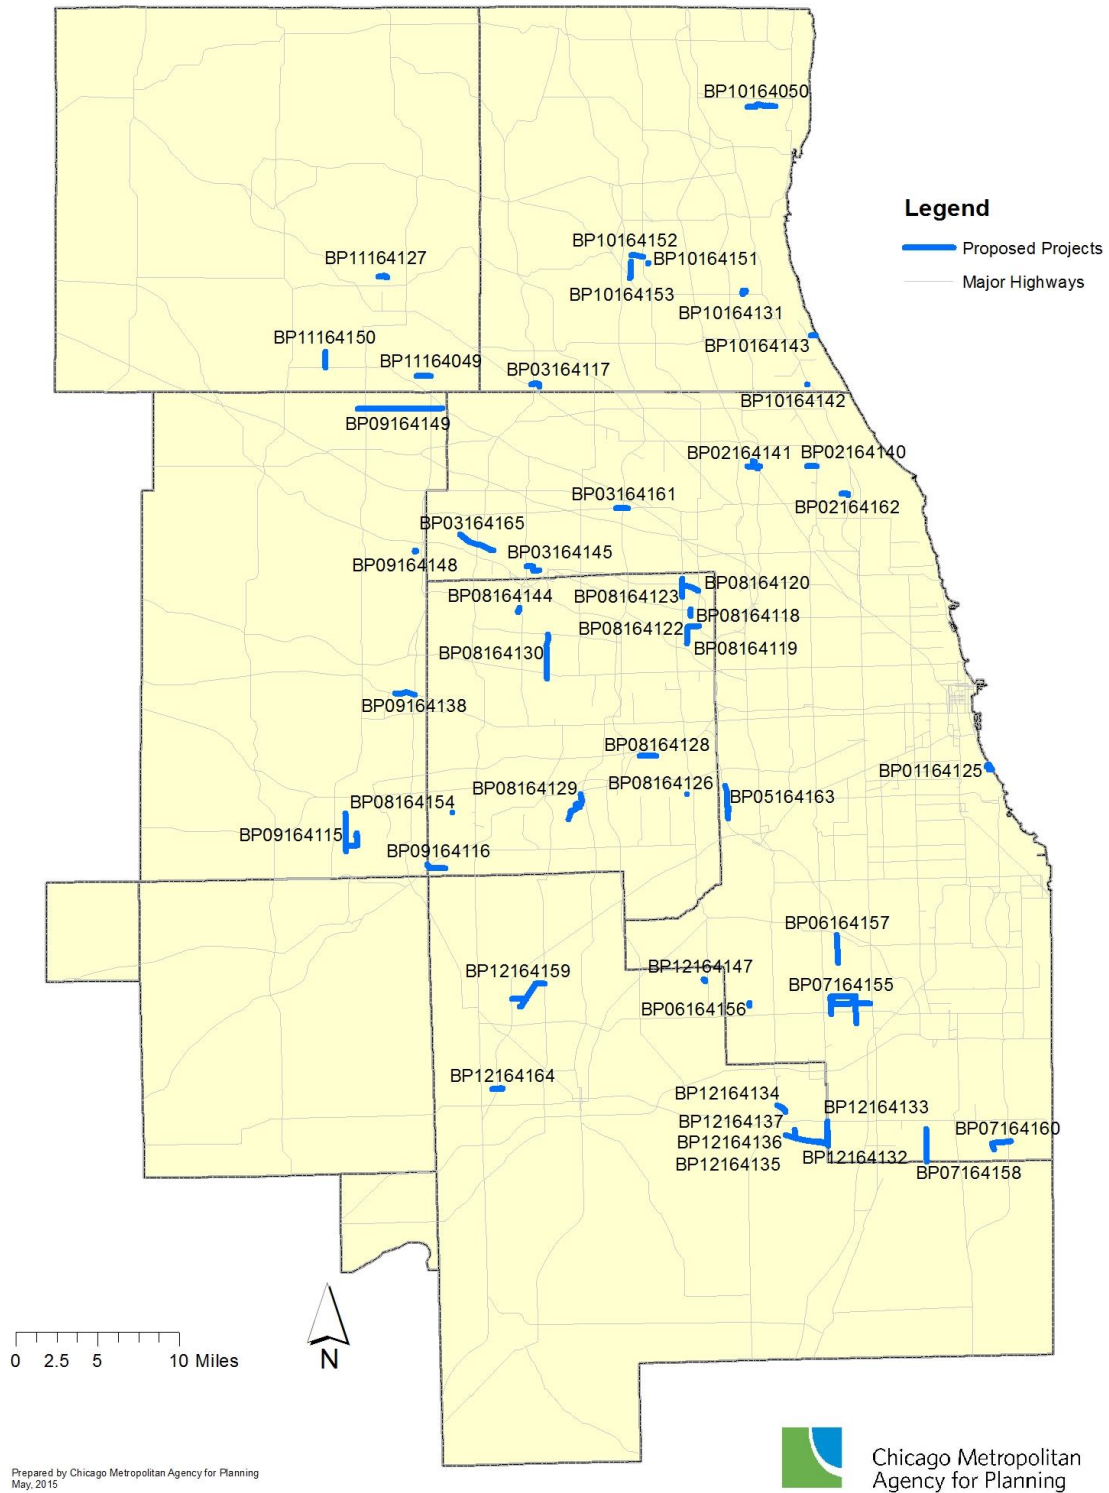 BP10164050
Legend
Proposed Projects
Major Highways
BP10164152
BP11164127
BP10164151
BP10164153
BP10164131
BP11164150
BP10164143
BP11164049
BP03164117
BP10164142
BP09164149
BP02164141
BP02164140
BP03164161
BP02164162
BP03164165
BP03164145
BP09164148
BP08164120
BP08164144
BP08164123
BP08164118
BP08164122
BP08164119
BP08164130
BP09164138
BP08164128
BP01164125
BP08164126
BP08164129
BP05164163
BP08164154
BP09164115
BP09164116
BP06164157
BP12164147
BP12164159
BP07164155
BP06164156
BP12164164
BP12164134
BP12164133
BP12164137
BP07164160
BP12164136
BP12164132
BP12164135
BP07164158
N
0 2.5 5 10 Miles
Chicago Metropolitan
Agency for Planning
Prepared by Chicago Metropolitan Agency for Planning
May, 2015